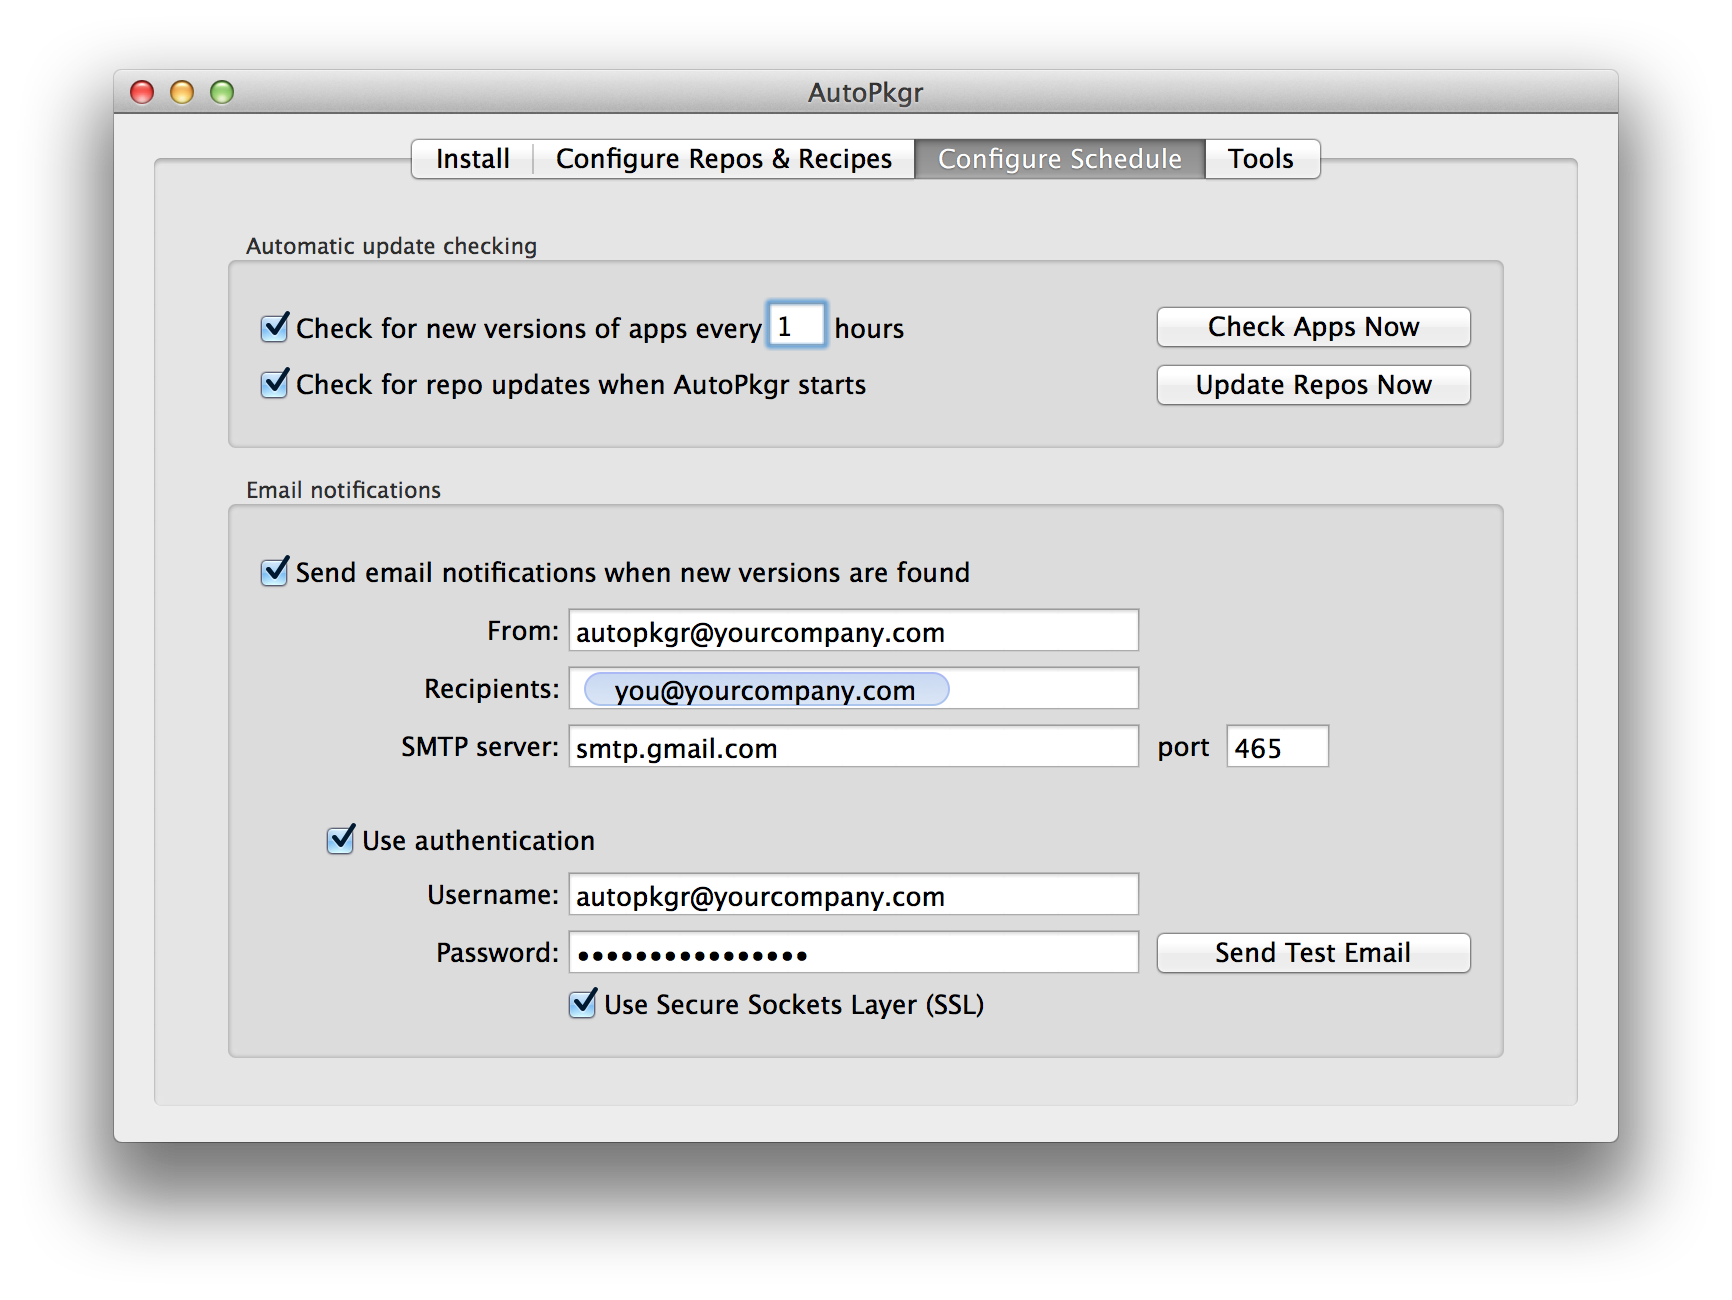 AutoPkgr
Install Configure Repos & Recipes Configure Schedule Tools
Automatic update checking
Check for new versions of apps every 1 hours Check Apps Now
Check for repo updates when AutoPkgr starts Update Repos Now
Email notifications
Send email notifications when new versions are found
From: autopkgr@yourcompany.com
Recipients: you@yourcompany.com
SMTP server: smtp.gmail.com port 465
Use authentication
Username: autopkgr@yourcompany.com
Password: •••••••••••••••• Send Test Email
Use Secure Sockets Layer (SSL)